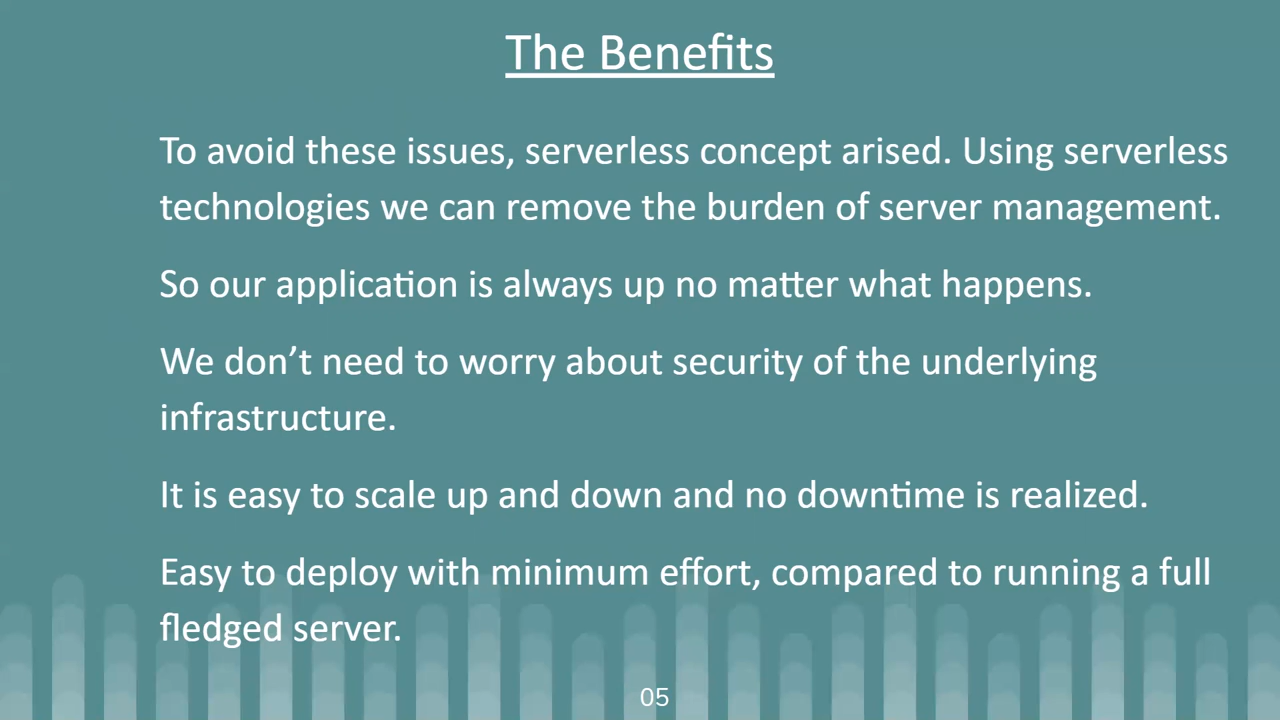 The Benefits
To avoid these issues, serverless concept arised. Using serverless
technologies we can remove the burden of server management.
So our application is always up no matter what happens.
We don’t need to worry about security of the underlying
infrastructure.
It is easy to scale up and down and no downtime is realized.
Easy to deploy with minimum effort, compared to running a full
fledged server.
05